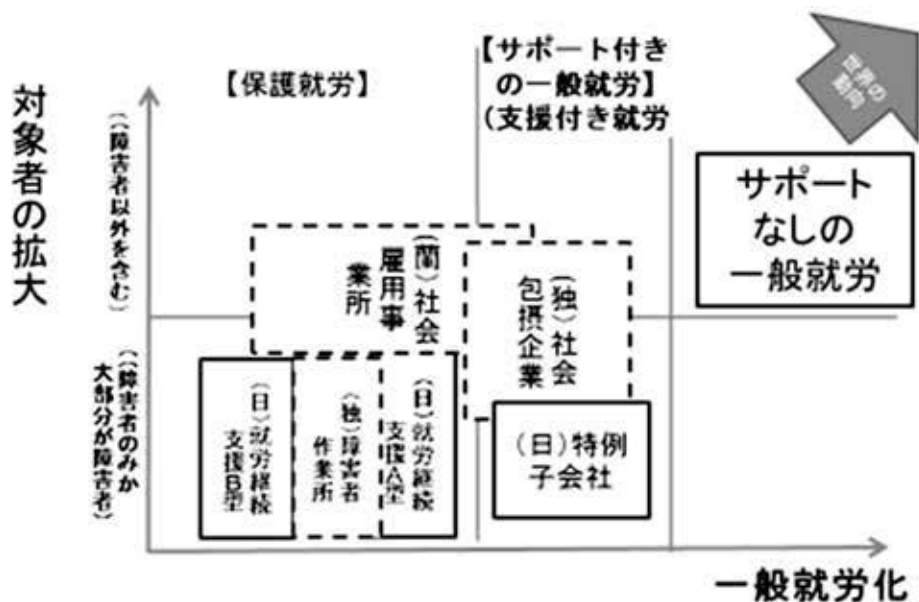 対象者の拡大
(障害者以外を含む)
(障害者のみか
大部分が障害者)
【保護就労】
【サポート付き
の一般就労】
(支援付き就労
世界の
動向
サポート
なしの
一般就労
(蘭)社会
雇用事
業所
(独)社会
包摂企業
(日)就労継続
支援B型
(独)障害者
作業所
(日)就労継続
支援A型
(日)特例
子会社
一般就労化